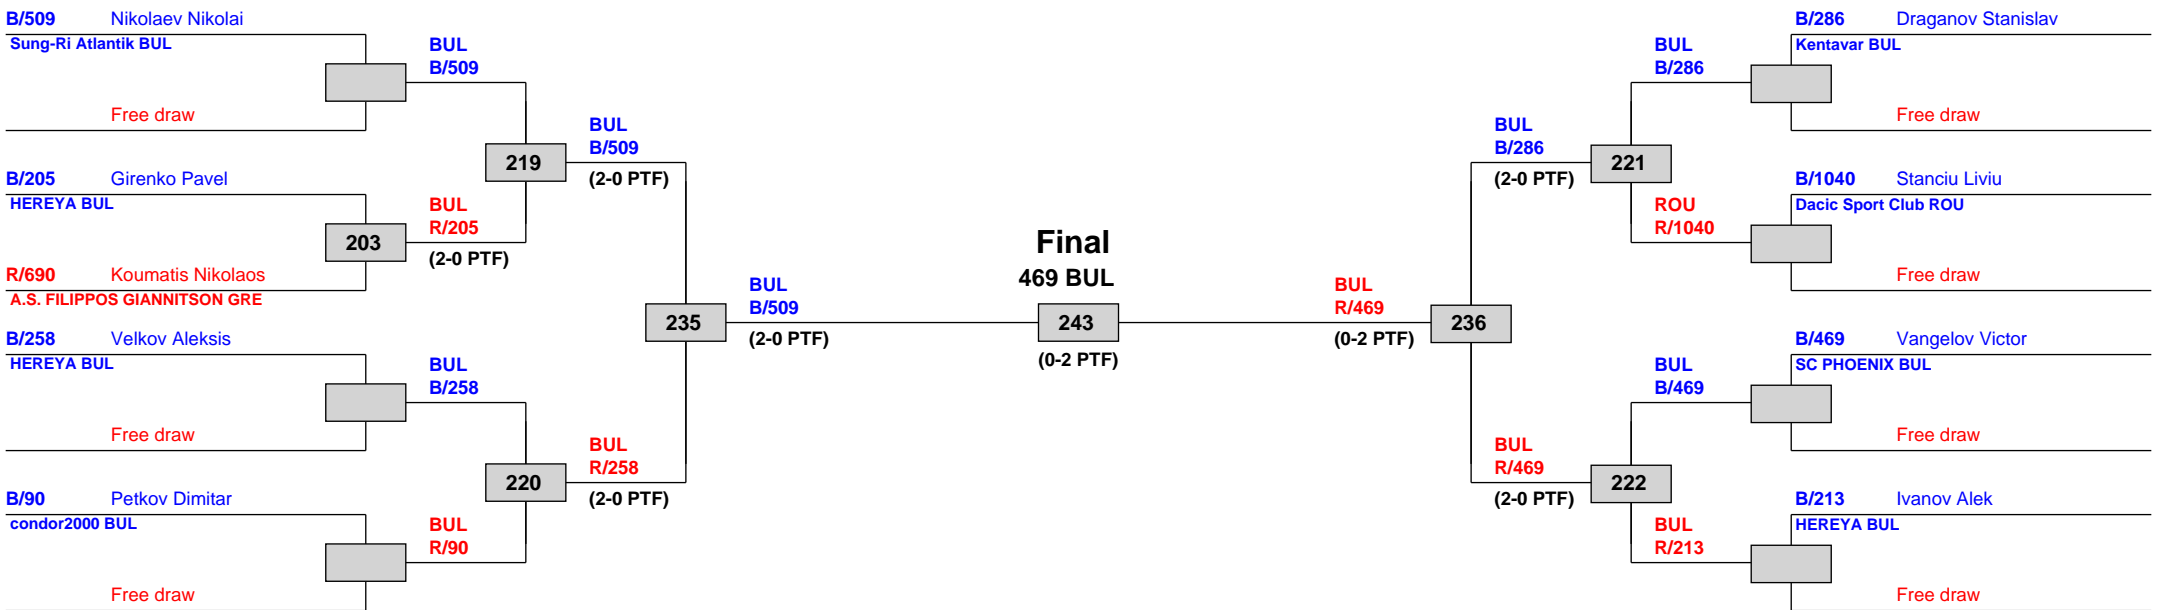 B/509 Nikolaev Nikolai
Sung-Ri Atlantik BUL
Free draw
B/205 Girenko Pavel
HEREYA BUL
R/690 Koumatis Nikolaos
A.S. FILIPPOS GIANNITSON GRE
B/258 Velkov Aleksis
HEREYA BUL
Free draw
B/90 Petkov Dimitar
condor2000 BUL
Free draw
BUL
B/509
203
BUL
R/205
(2-0 PTF)
BUL
B/258
BUL
R/90
219
220
BUL
B/509
(2-0 PTF)
BUL
R/258
(2-0 PTF)
235
BUL
B/509
(2-0 PTF)
Final
469 BUL
243
(0-2 PTF)
BUL
R/469
(0-2 PTF)
236
BUL
B/286
(2-0 PTF)
BUL
R/469
(2-0 PTF)
221
222
BUL
B/286
ROU
R/1040
BUL
B/469
BUL
R/213
B/286 Draganov Stanislav
Kentavar BUL
Free draw
B/1040 Stanciu Liviu
Dacic Sport Club ROU
Free draw
B/469 Vangelov Victor
SC PHOENIX BUL
Free draw
B/213 Ivanov Alek
HEREYA BUL
Free draw